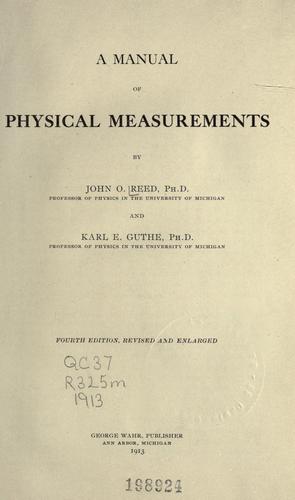 A MANUAL
OF
PHYSICAL MEASUREMENTS
BY
JOHN O. REED, PH.D.
PROFESSOR OF PHYSICS IN THE UNIVERSITY OF MICHIGAN
AND
KARL E. GUTHE, PH.D.
PROFESSOR OF PHYSICS IN THE UNIVERSITY OF MICHIGAN
FOURTH EDITION, REVISED AND ENLARGED
QC37
R325m
1913
GEORGE WAHR, PUBLISHER
ANN ARBOR, MICHIGAN
1913
198924